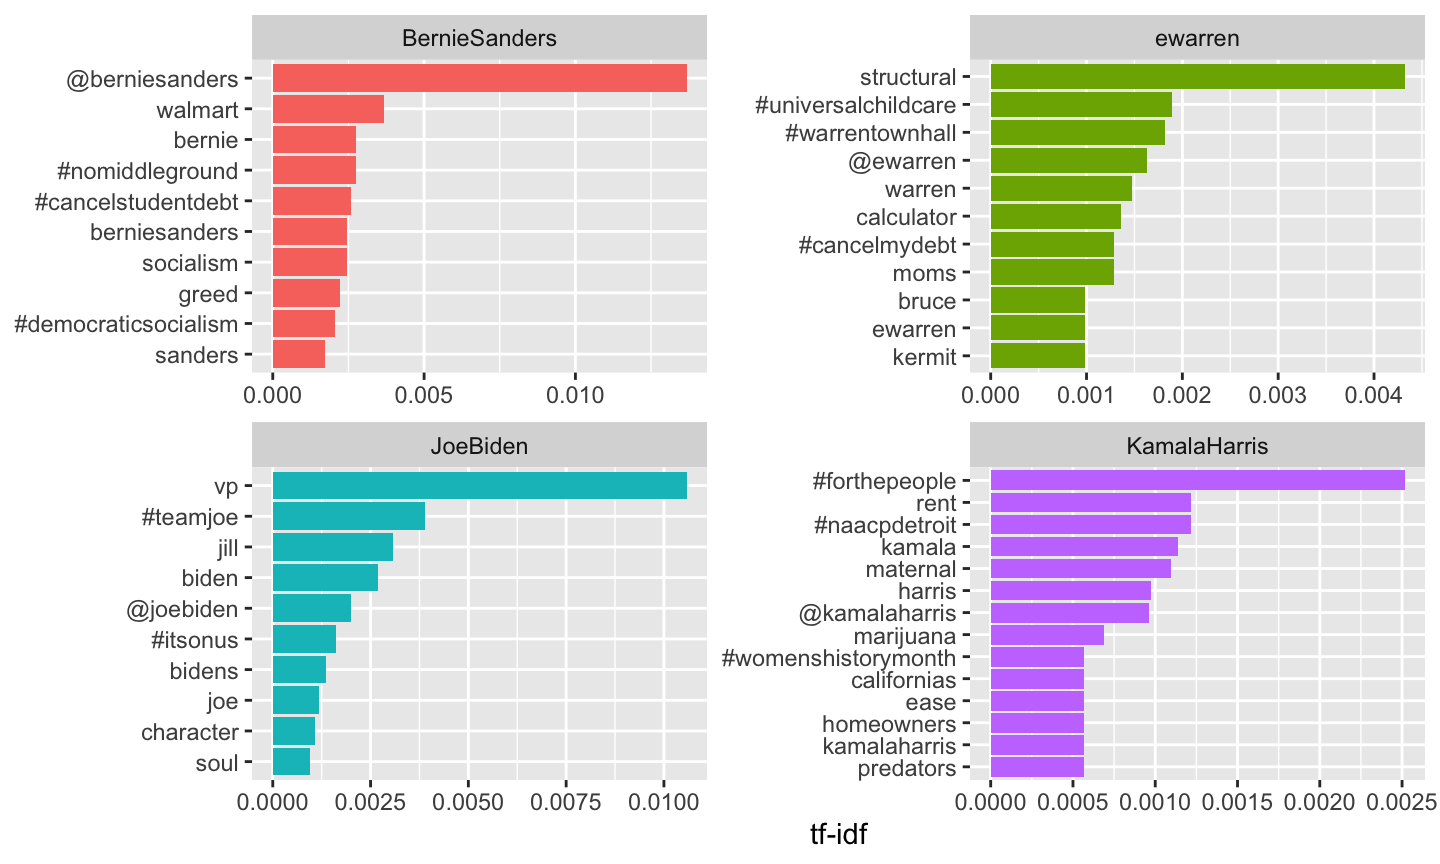 BernieSanders
@berniesanders
walmart
bernie
#nomiddleground
#cancelstudentdebt
berniesanders
socialism
greed
#democraticsocialism
sanders
0.000 0.005 0.010
ewarren
structural
#universalchildcare
#warrentownhall
@ewarren
warren
calculator
#cancelmydebt
moms
bruce
ewarren
kermit
0.000 0.001 0.002 0.003 0.004
JoeBiden
vp
#teamjoe
jill
biden
@joebiden
#itsonus
bidens
joe
character
soul
0.0000 0.0025 0.0050 0.0075 0.0100
KamalaHarris
#forthepeople
rent
#naacpdetroit
kamala
maternal
harris
@kamalaharris
marijuana
#womenshistorymonth
californias
ease
homeowners
kamalaharris
predators
0.0000 0.0005 0.0010 0.0015 0.0020 0.0025
tf-idf